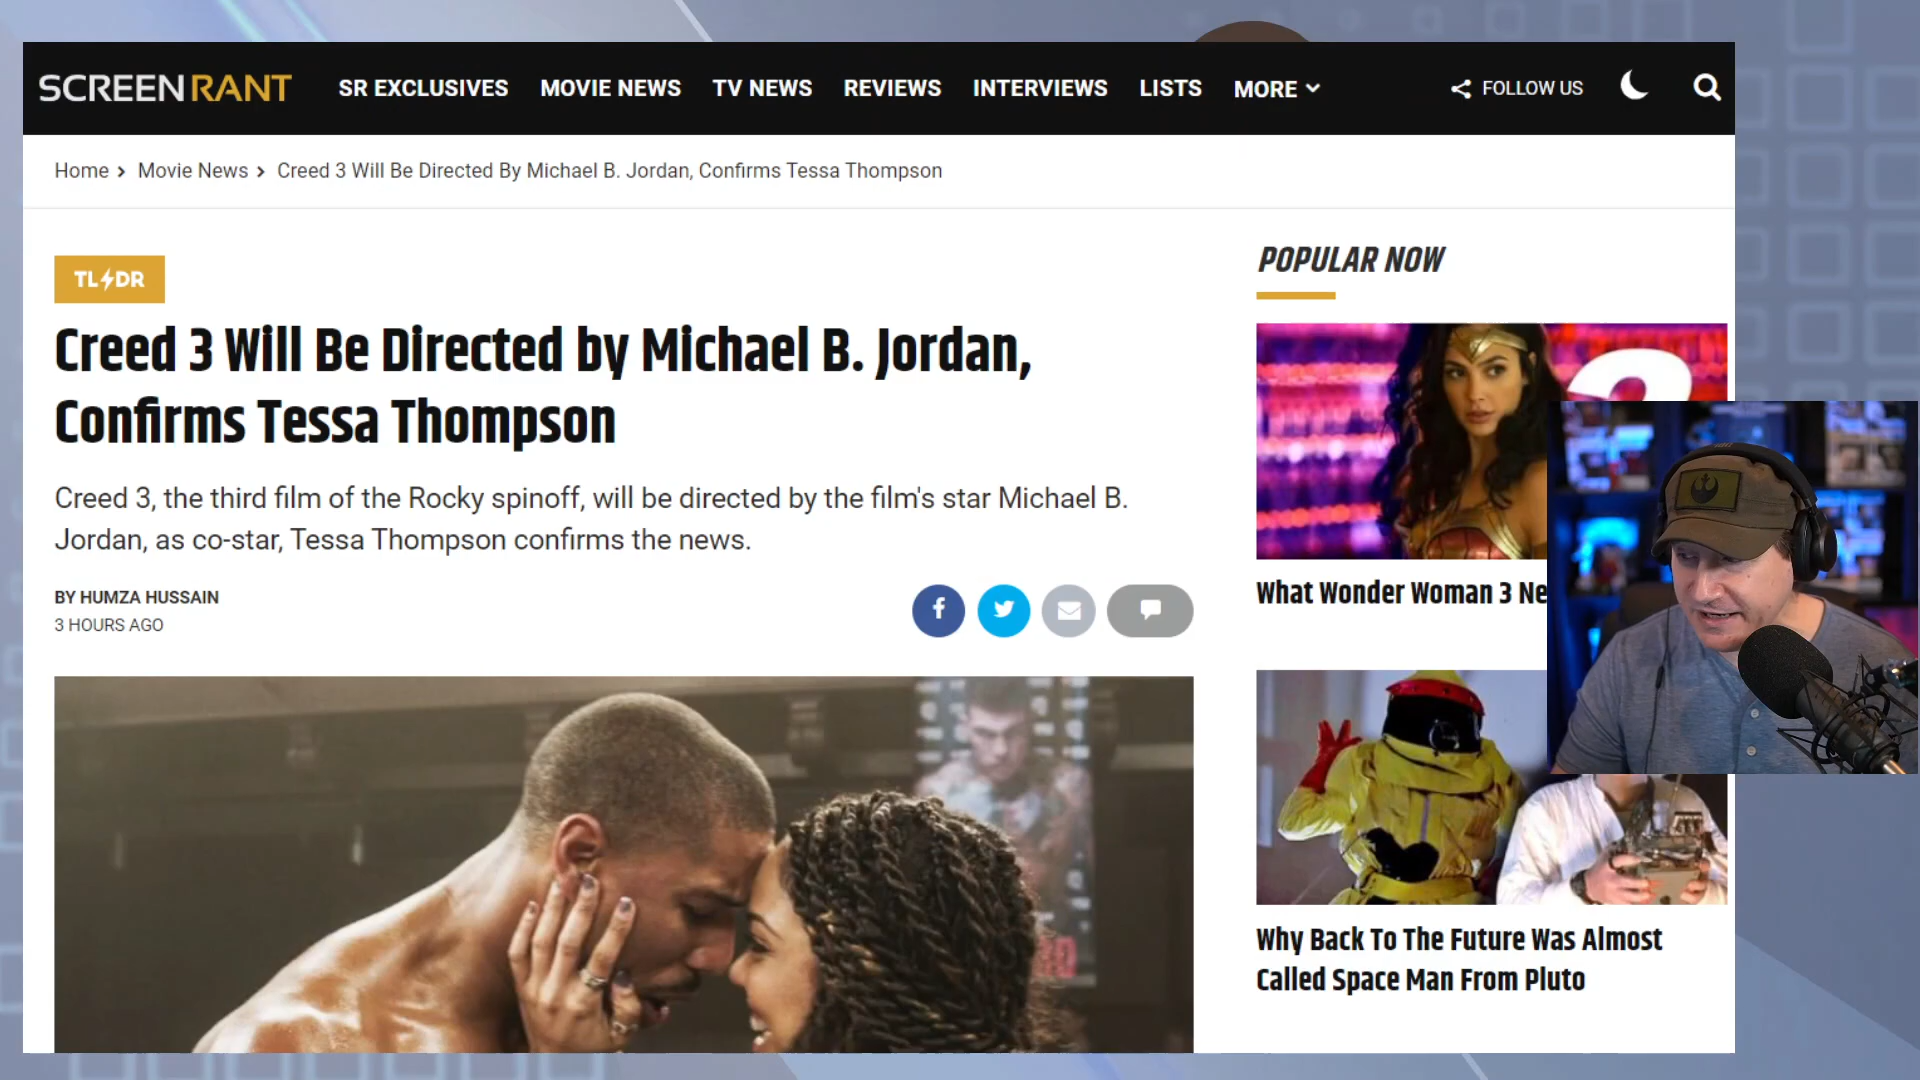 SCREENRANT SR EXCLUSIVES MOVIE NEWS TV NEWS REVIEWS INTERVIEWS LISTS MORE FOLLOW US
Home > Movie News > Creed 3 Will Be Directed By Michael B. Jordan, Confirms Tessa Thompson
TL DR
Creed 3 Will Be Directed by Michael B. Jordan,
Confirms Tessa Thompson
Creed 3, the third film of the Rocky spinoff, will be directed by the film's star Michael B.
Jordan, as co-star, Tessa Thompson confirms the news.
BY HUMZA HUSSAIN
3 HOURS AGO
POPULAR NOW
What Wonder Woman 3 Ne
Why Back To The Future Was Almost
Called Space Man From Pluto